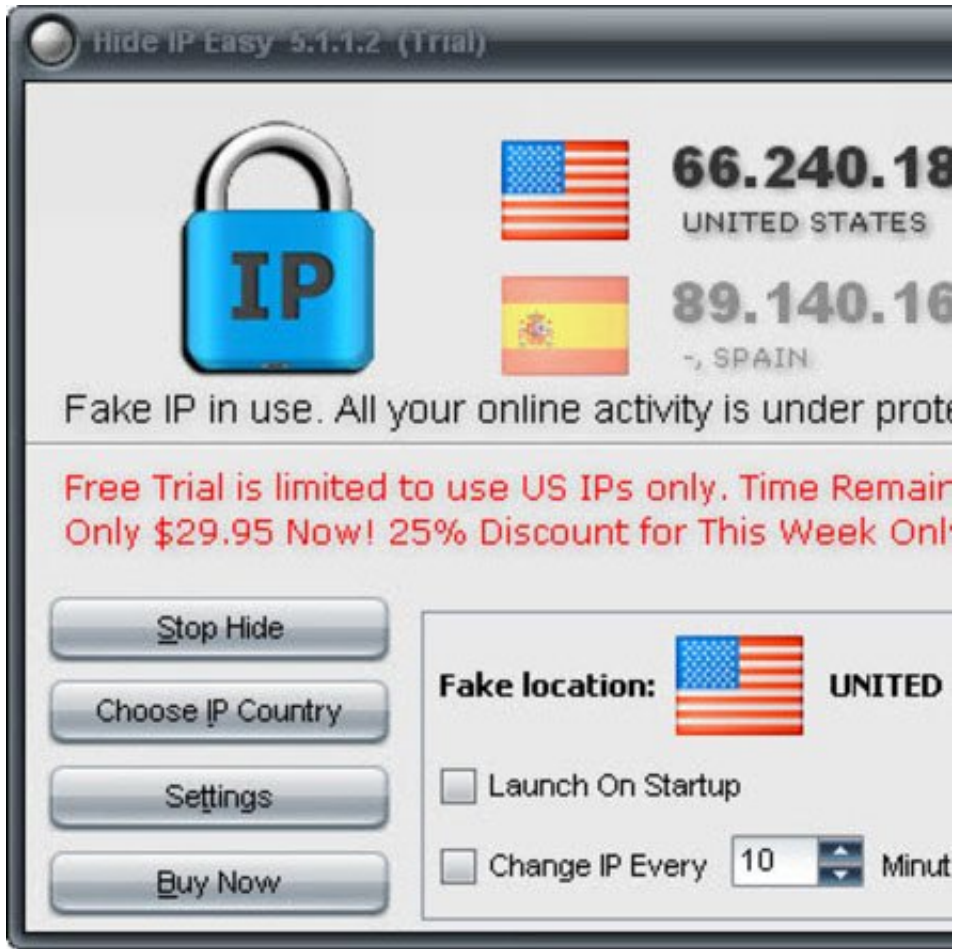 Hide IP Easy 5.1.1.2 (Trial)
IP
66.240.18
UNITED STATES
89.140.16
-, SPAIN
Fake IP in use. All your online activity is under prote
Free Trial is limited to use US IPs only. Time Remain
Only $29.95 Now! 25% Discount for This Week Onl
Stop Hide
Choose IP Country
Settings
Buy Now
Fake location: UNITED
Launch On Startup
Change IP Every 10 Minut